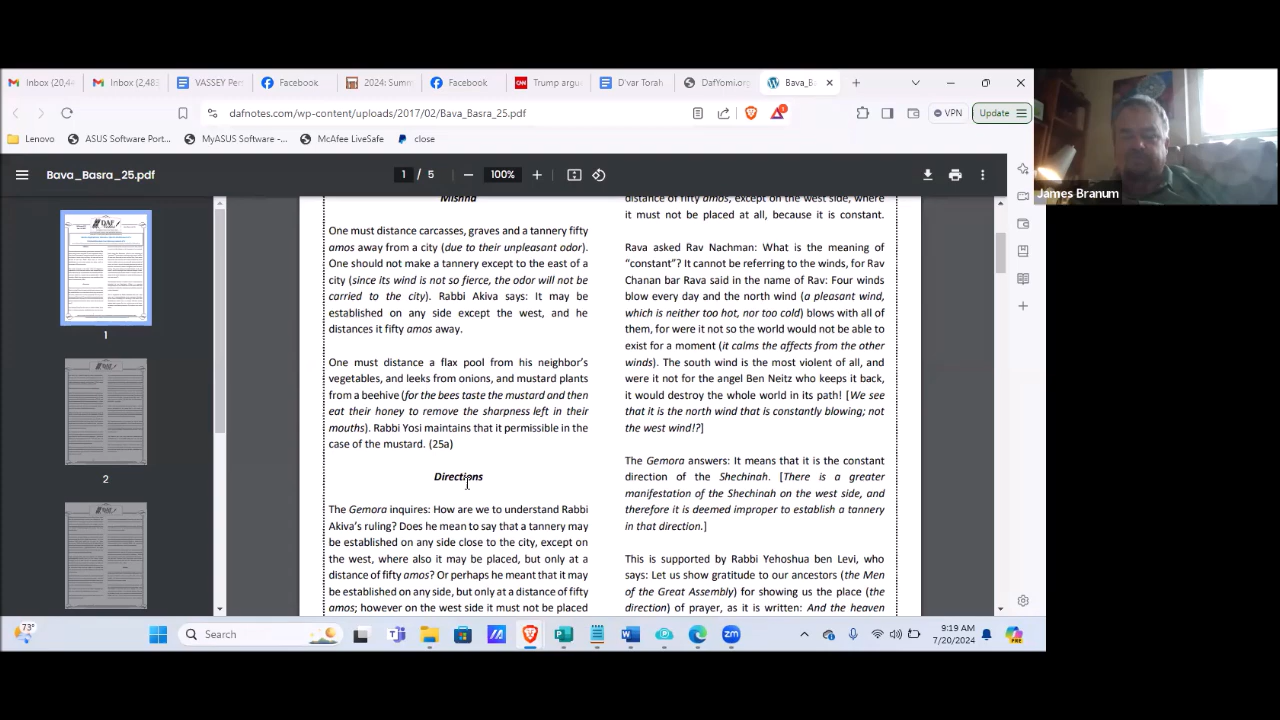 Inbox (20,4
Inbox (2,483
VASSEY Per
Facebook
2024: Summ
Facebook
Trump argu
D'var Torah
DafYomi.org
Bava_B
dafnotes.com/wp-content/uploads/2017/02/Bava_Basra_25.pdf
VPN
Update
Lenovo
ASUS Software Port...
MyASUS Software -...
McAfee LiveSafe
close
Bava_Basra_25.pdf
1 / 5
100%
James Branum
1
2
Mishna
One must distance carcasses, graves and a tannery fifty
amos away from a city (due to their unpleasant odor).
One should not make a tannery except to the east of a
city (since its wind is not so fierce, the odor will not be
carried to the city). Rabbi Akiva says: It may be
established on any side except the west, and he
distances it fifty amos away.
One must distance a flax pool from his neighbor's
vegetables, and leeks from onions, and mustard plants
from a beehive (for the bees taste the mustard and then
eat their honey to remove the sharpness left in their
mouths). Rabbi Yosi maintains that it permissible in the
case of the mustard. (25a)
Directions
The Gemora inquires: How are we to understand Rabbi
Akiva's ruling? Does he mean to say that a tannery may
be established on any side close to the city, except on
the west, where also it may be placed, but only at a
distance of fifty amos? Or perhaps he meant that it may
be established on any side, but only at a distance of fifty
amos; however on the west side it must not be placed
distance of fifty amos, except on the west side, where
it must not be placed at all, because it is constant.
Rava asked Rav Nachman: What is the meaning of
"constant"? It cannot be referring to the winds, for Rav
Chanan bar Rava said in the name of Rav: Four winds
blow every day and the north wind (a pleasant wind,
which is neither too hot, nor too cold) blows with all of
them, for were it not so the world would not be able to
exist for a moment (it calms the affects from the other
winds). The south wind is the most violent of all, and
were it not for the angel Ben Neitz who keeps it back,
it would destroy the whole world in its path! [We see
that it is the north wind that is constantly blowing; not
the west wind!?]
The Gemora answers: It means that it is the constant
direction of the Shechinah. [There is a greater
manifestation of the Shechinah on the west side, and
therefore it is deemed improper to establish a tannery
in that direction.]
This is supported by Rabbi Yehoshua ben Levi, who
says: Let us show gratitude to our ancestors (the Men
of the Great Assembly) for showing us the place (the
direction) of prayer, as it is written: And the heaven
73°
Search
9:19 AM
7/20/2024